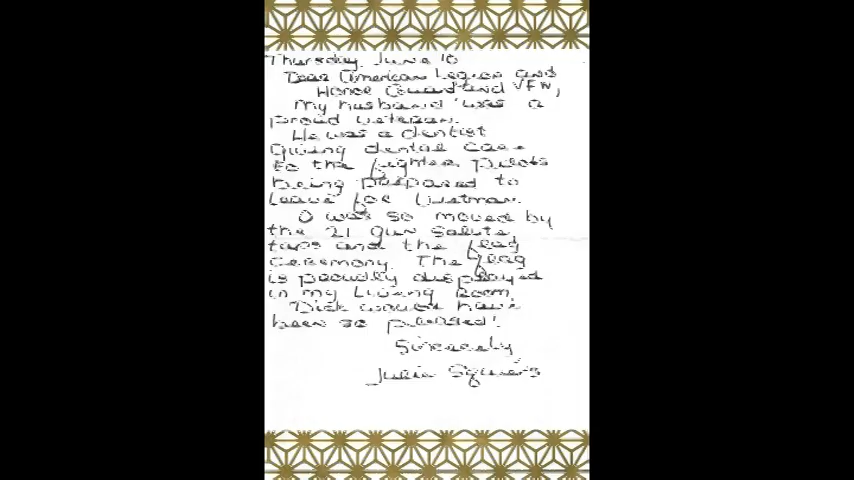 Thursday, June 10
Dear American Legion and
Honor Guard and VFW,
My husband was a
proud veteran.
He was a dentist
giving dental care
to the fighter pilots
being prepared to
leave for Vietnam.
I was so moved by
the 21 gun salute,
taps and the flag
ceremony. The flag
is proudly displayed
in my living room.
Dick would have
been so pleased!
Sincerely
Julie Squiers